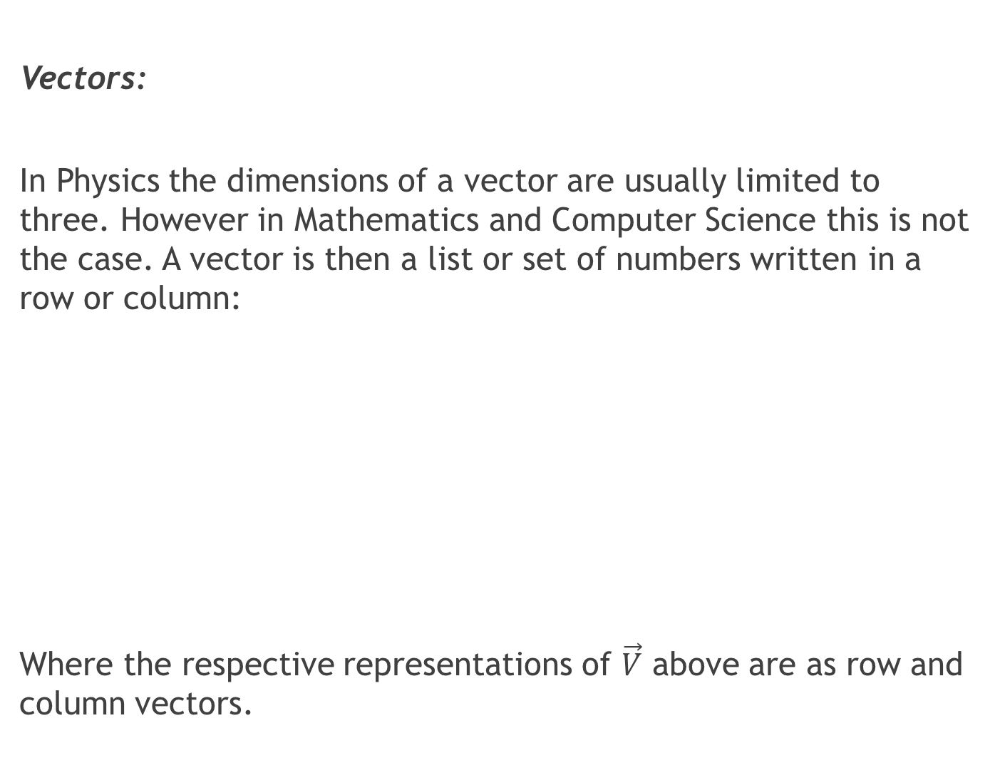 Vectors:
In Physics the dimensions of a vector are usually limited to
three. However in Mathematics and Computer Science this is not
the case. A vector is then a list or set of numbers written in a
row or column:
Where the respective representations of $\vec{V}$ above are as row and
column vectors.